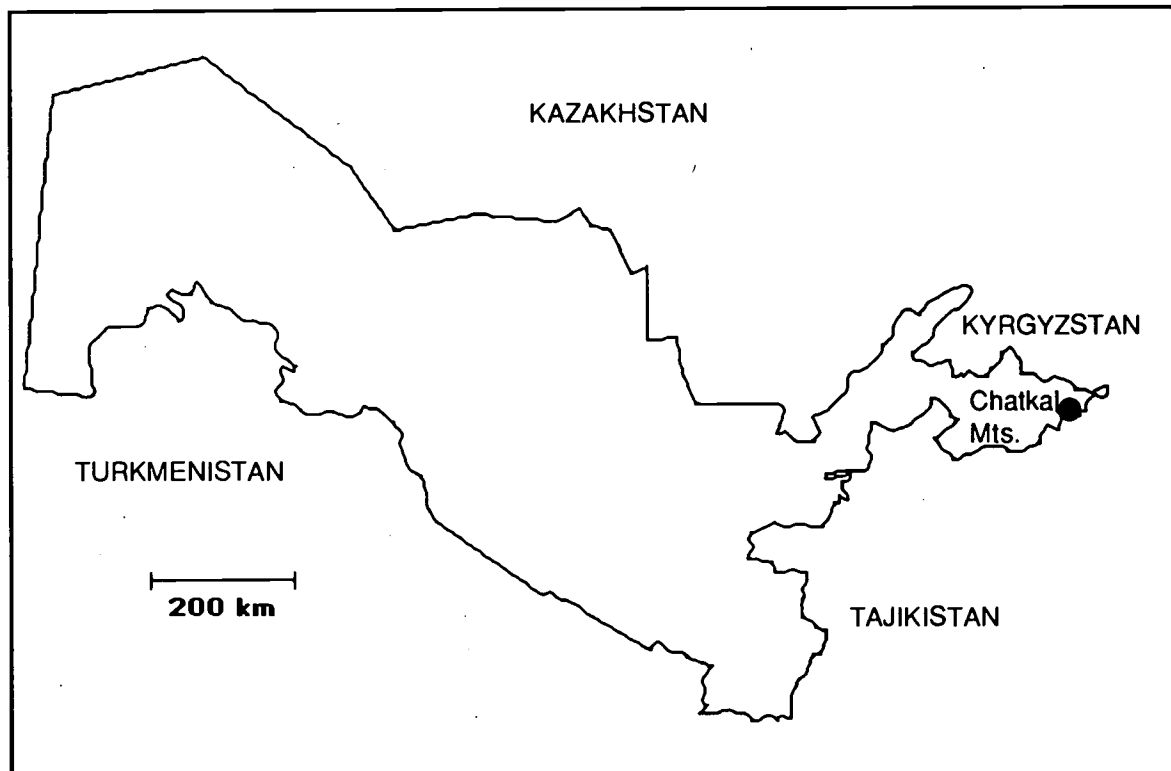 KAZAKHSTAN
KYRGYZSTAN
Chatkal
Mts.
TURKMENISTAN
200 km
TAJIKISTAN